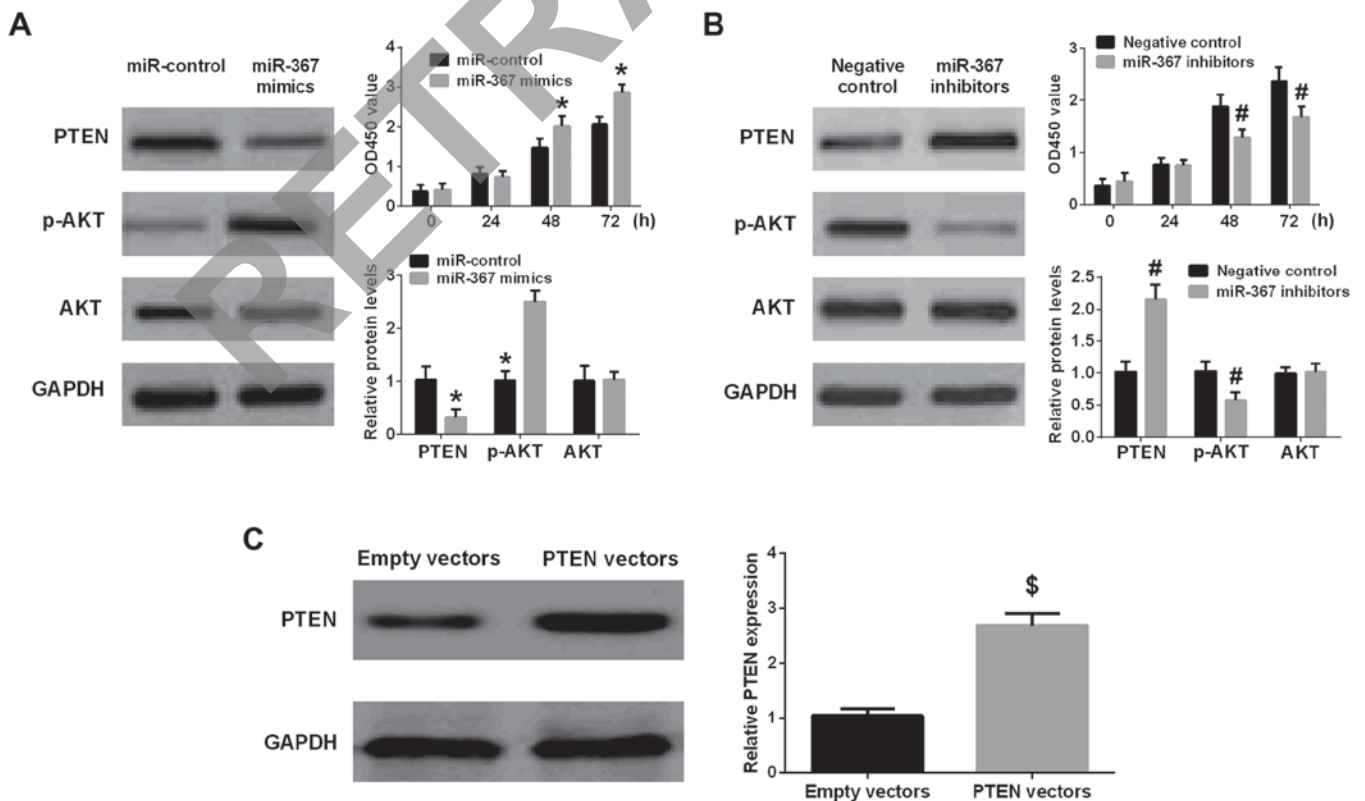 A
miR-control
miR-367 mimics
PTEN
p-AKT
AKT
GAPDH
OD450 value
4
3
2
1
0
miR-control
miR-367 mimics
*
*
0 24 48 72 (h)
Relative protein levels
3
2
1
0
miR-control
miR-367 mimics
*
*
PTEN p-AKT AKT
B
Negative control
miR-367 inhibitors
PTEN
p-AKT
AKT
GAPDH
OD450 value
3
2
1
0
Negative control
miR-367 inhibitors
#
#
0 24 48 72 (h)
Relative protein levels
2.5
2.0
1.5
1.0
0.5
0.0
Negative control
miR-367 inhibitors
#
#
PTEN p-AKT AKT
C
Empty vectors
PTEN vectors
PTEN
GAPDH
Relative PTEN expression
4
3
2
1
0
$
Empty vectors PTEN vectors
RETRA